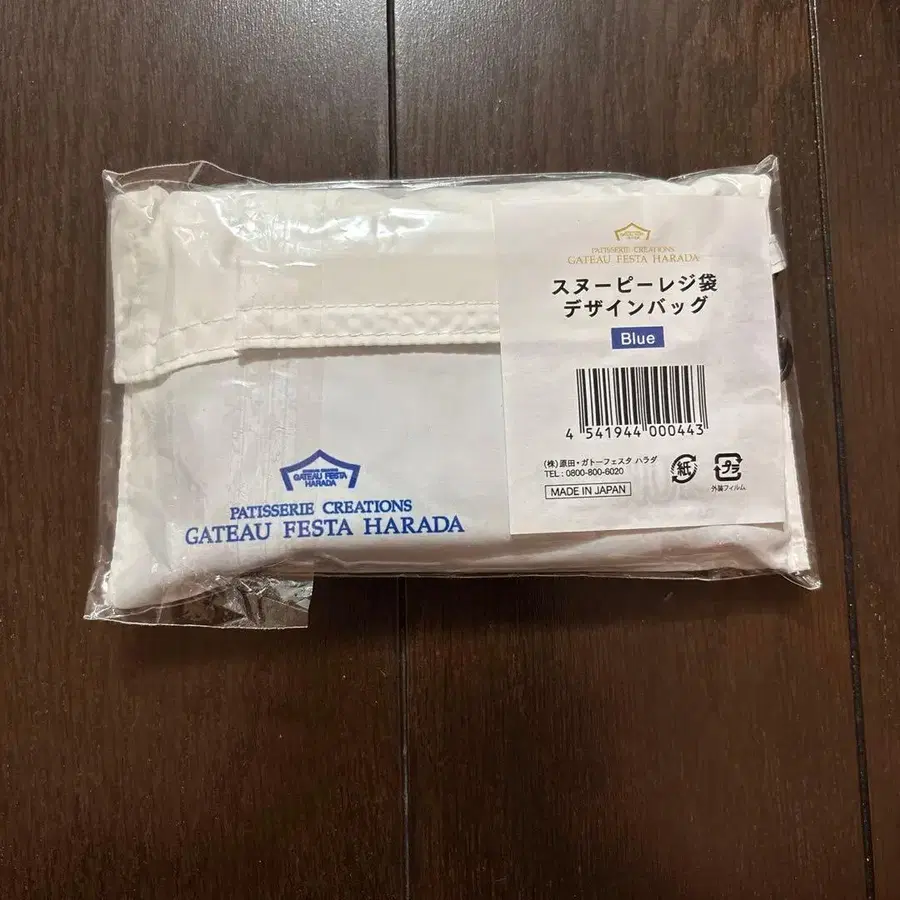 PATISSERIE CREATIONS
GATEAU FESTA HARADA
スヌーピーレジ袋
デザインバッグ
Blue
4 541944 000443
(株)原田・ガトーフェスタ ハラダ
TEL : 0800-800-6020
MADE IN JAPAN
紙
プラ
外装フィルム
GATEAU FESTA
HARADA
PATISSERIE CREATIONS
GATEAU FESTA HARADA